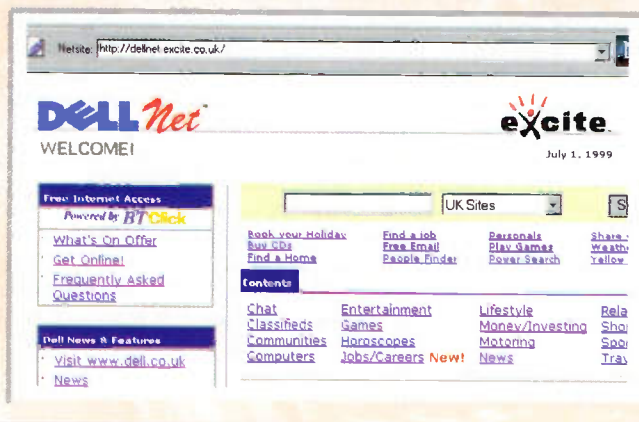 Netsite: http://dellnet.excite.co.uk/
DELL Net
WELCOME!
excite
July 1, 1999
Free Internet Access
Powered by BT Click
What's On Offer
Get Online!
Frequently Asked
Questions
Dell News & Features
Visit www.dell.co.uk
News
UK Sites
Book your Holiday Find a job Personals Share
Buy CDs Free Email Play Games
Find a Home People Finder Power Search Yellow
Contents
Chat Entertainment Lifestyle
Classifieds Games Money/Investing
Communities Horoscopes Motoring
Computers Jobs/Careers New! News